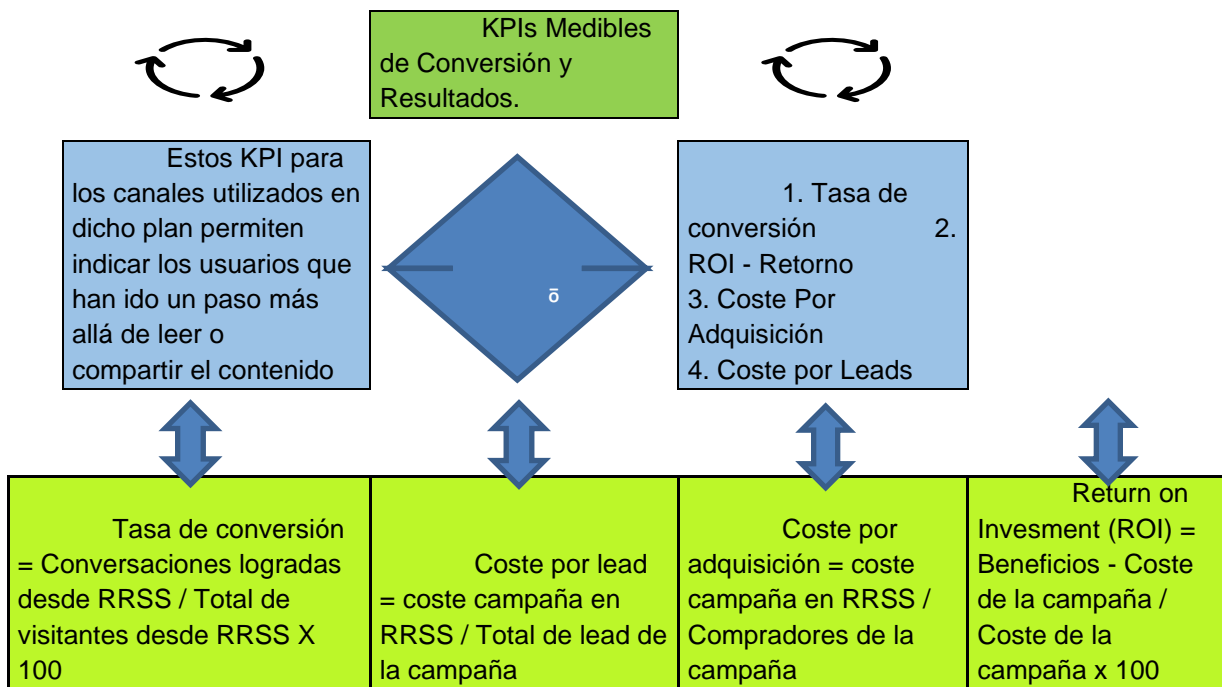 KPIs Medibles
de Conversión y
Resultados.
Estos KPI para
los canales utilizados en
dicho plan permiten
indicar los usuarios que
han ido un paso más
allá de leer o
compartir el contenido
ō
1. Tasa de
conversión 2.
ROI - Retorno
3. Coste Por
Adquisición
4. Coste por Leads
Tasa de conversión
= Conversaciones logradas
desde RRSS / Total de
visitantes desde RRSS X
100
Coste por lead
= coste campaña en
RRSS / Total de lead de
la campaña
Coste por
adquisición = coste
campaña en RRSS /
Compradores de la
campaña
Return on
Invesment (ROI) =
Beneficios - Coste
de la campaña /
Coste de la
campaña x 100